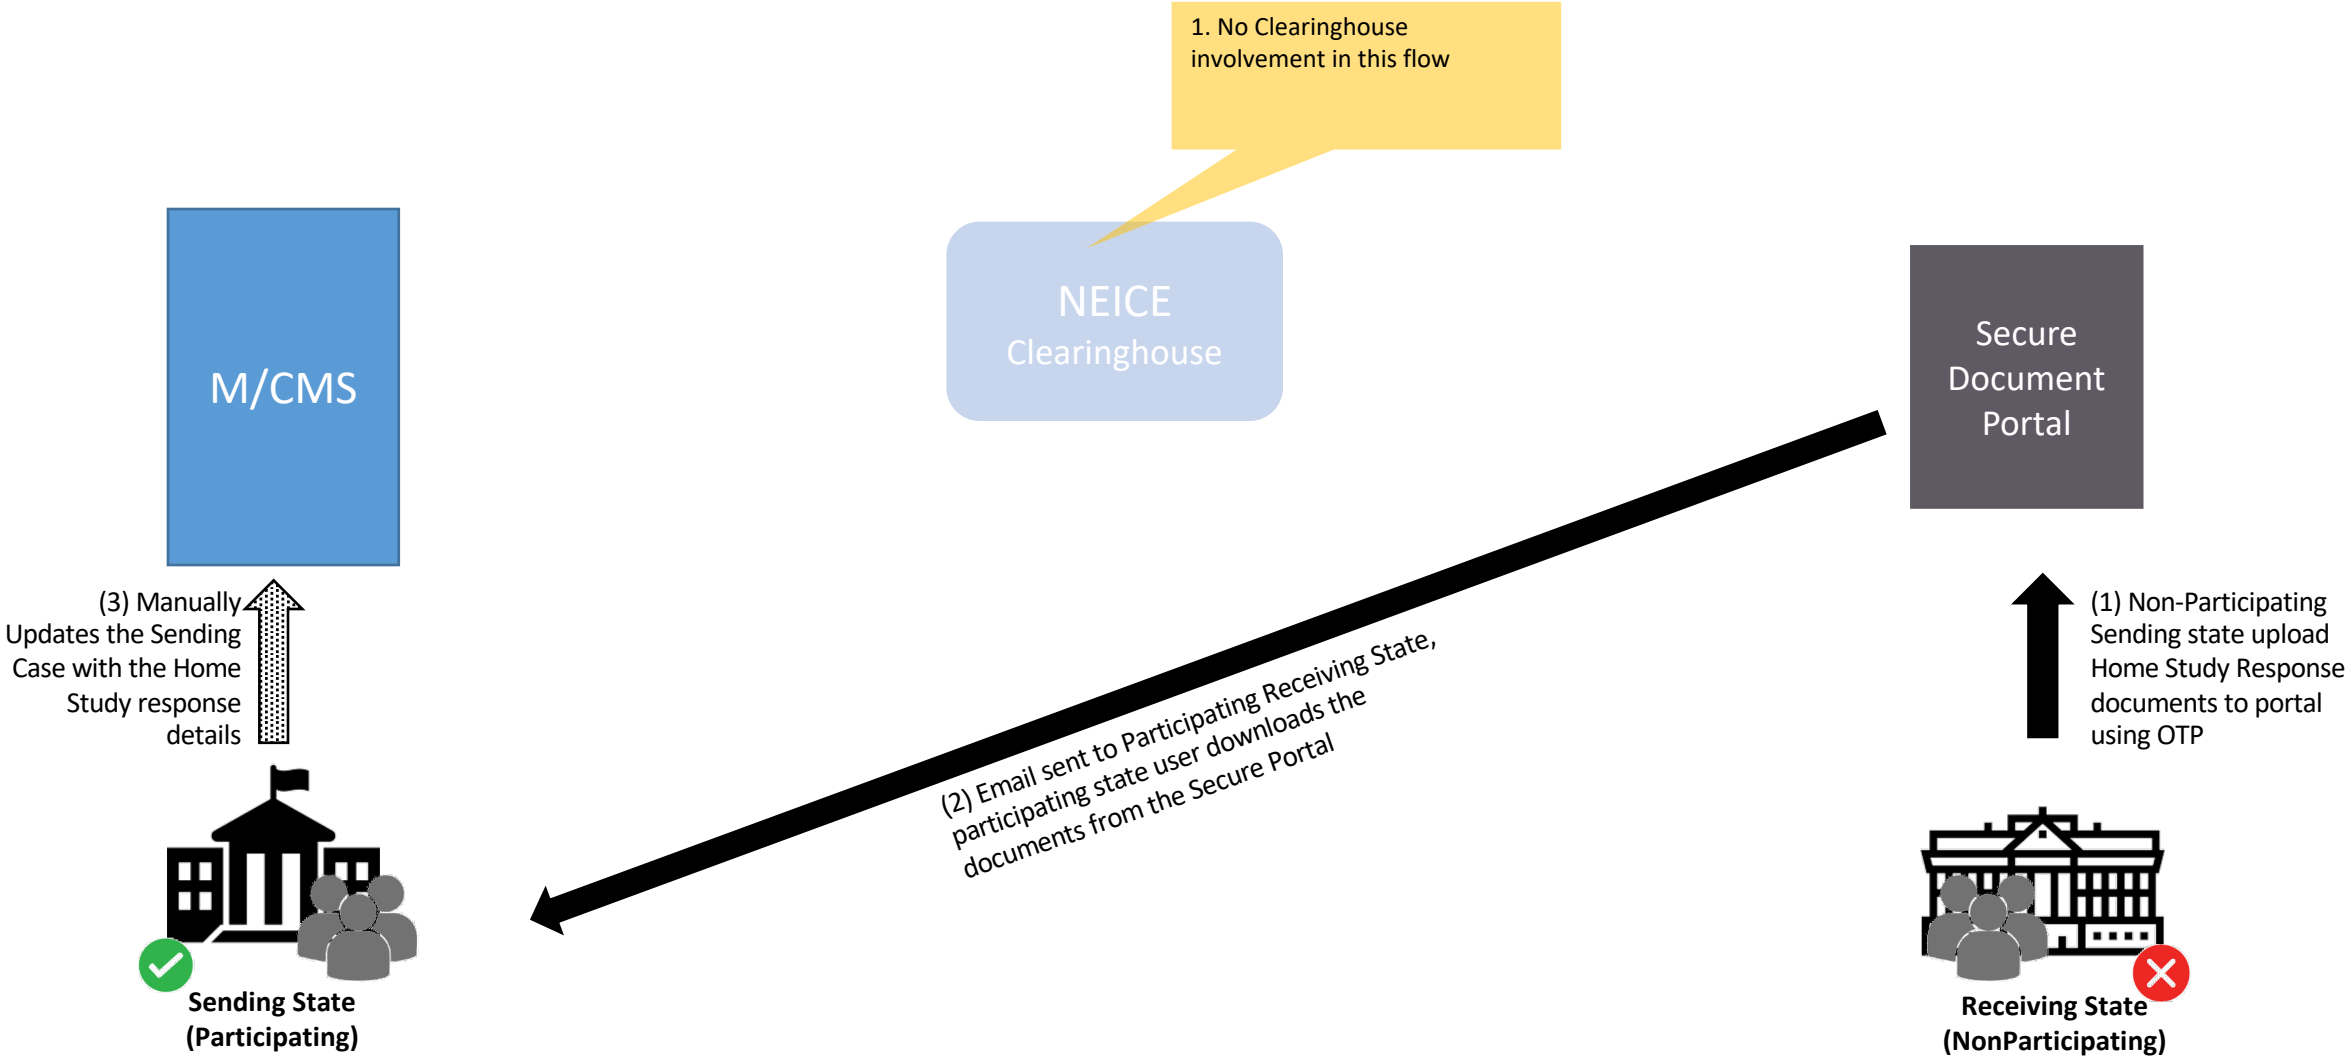 1. No Clearinghouse
involvement in this flow
NEICE
Clearinghouse
M/CMS
Secure
Document
Portal
(3) Manually
Updates the Sending
Case with the Home
Study response
details
(2) Email sent to Participating Receiving State,
participating state user downloads the
documents from the Secure Portal
(1) Non-Participating
Sending state upload
Home Study Response
documents to portal
using OTP
Sending State
(Participating)
Receiving State
(NonParticipating)